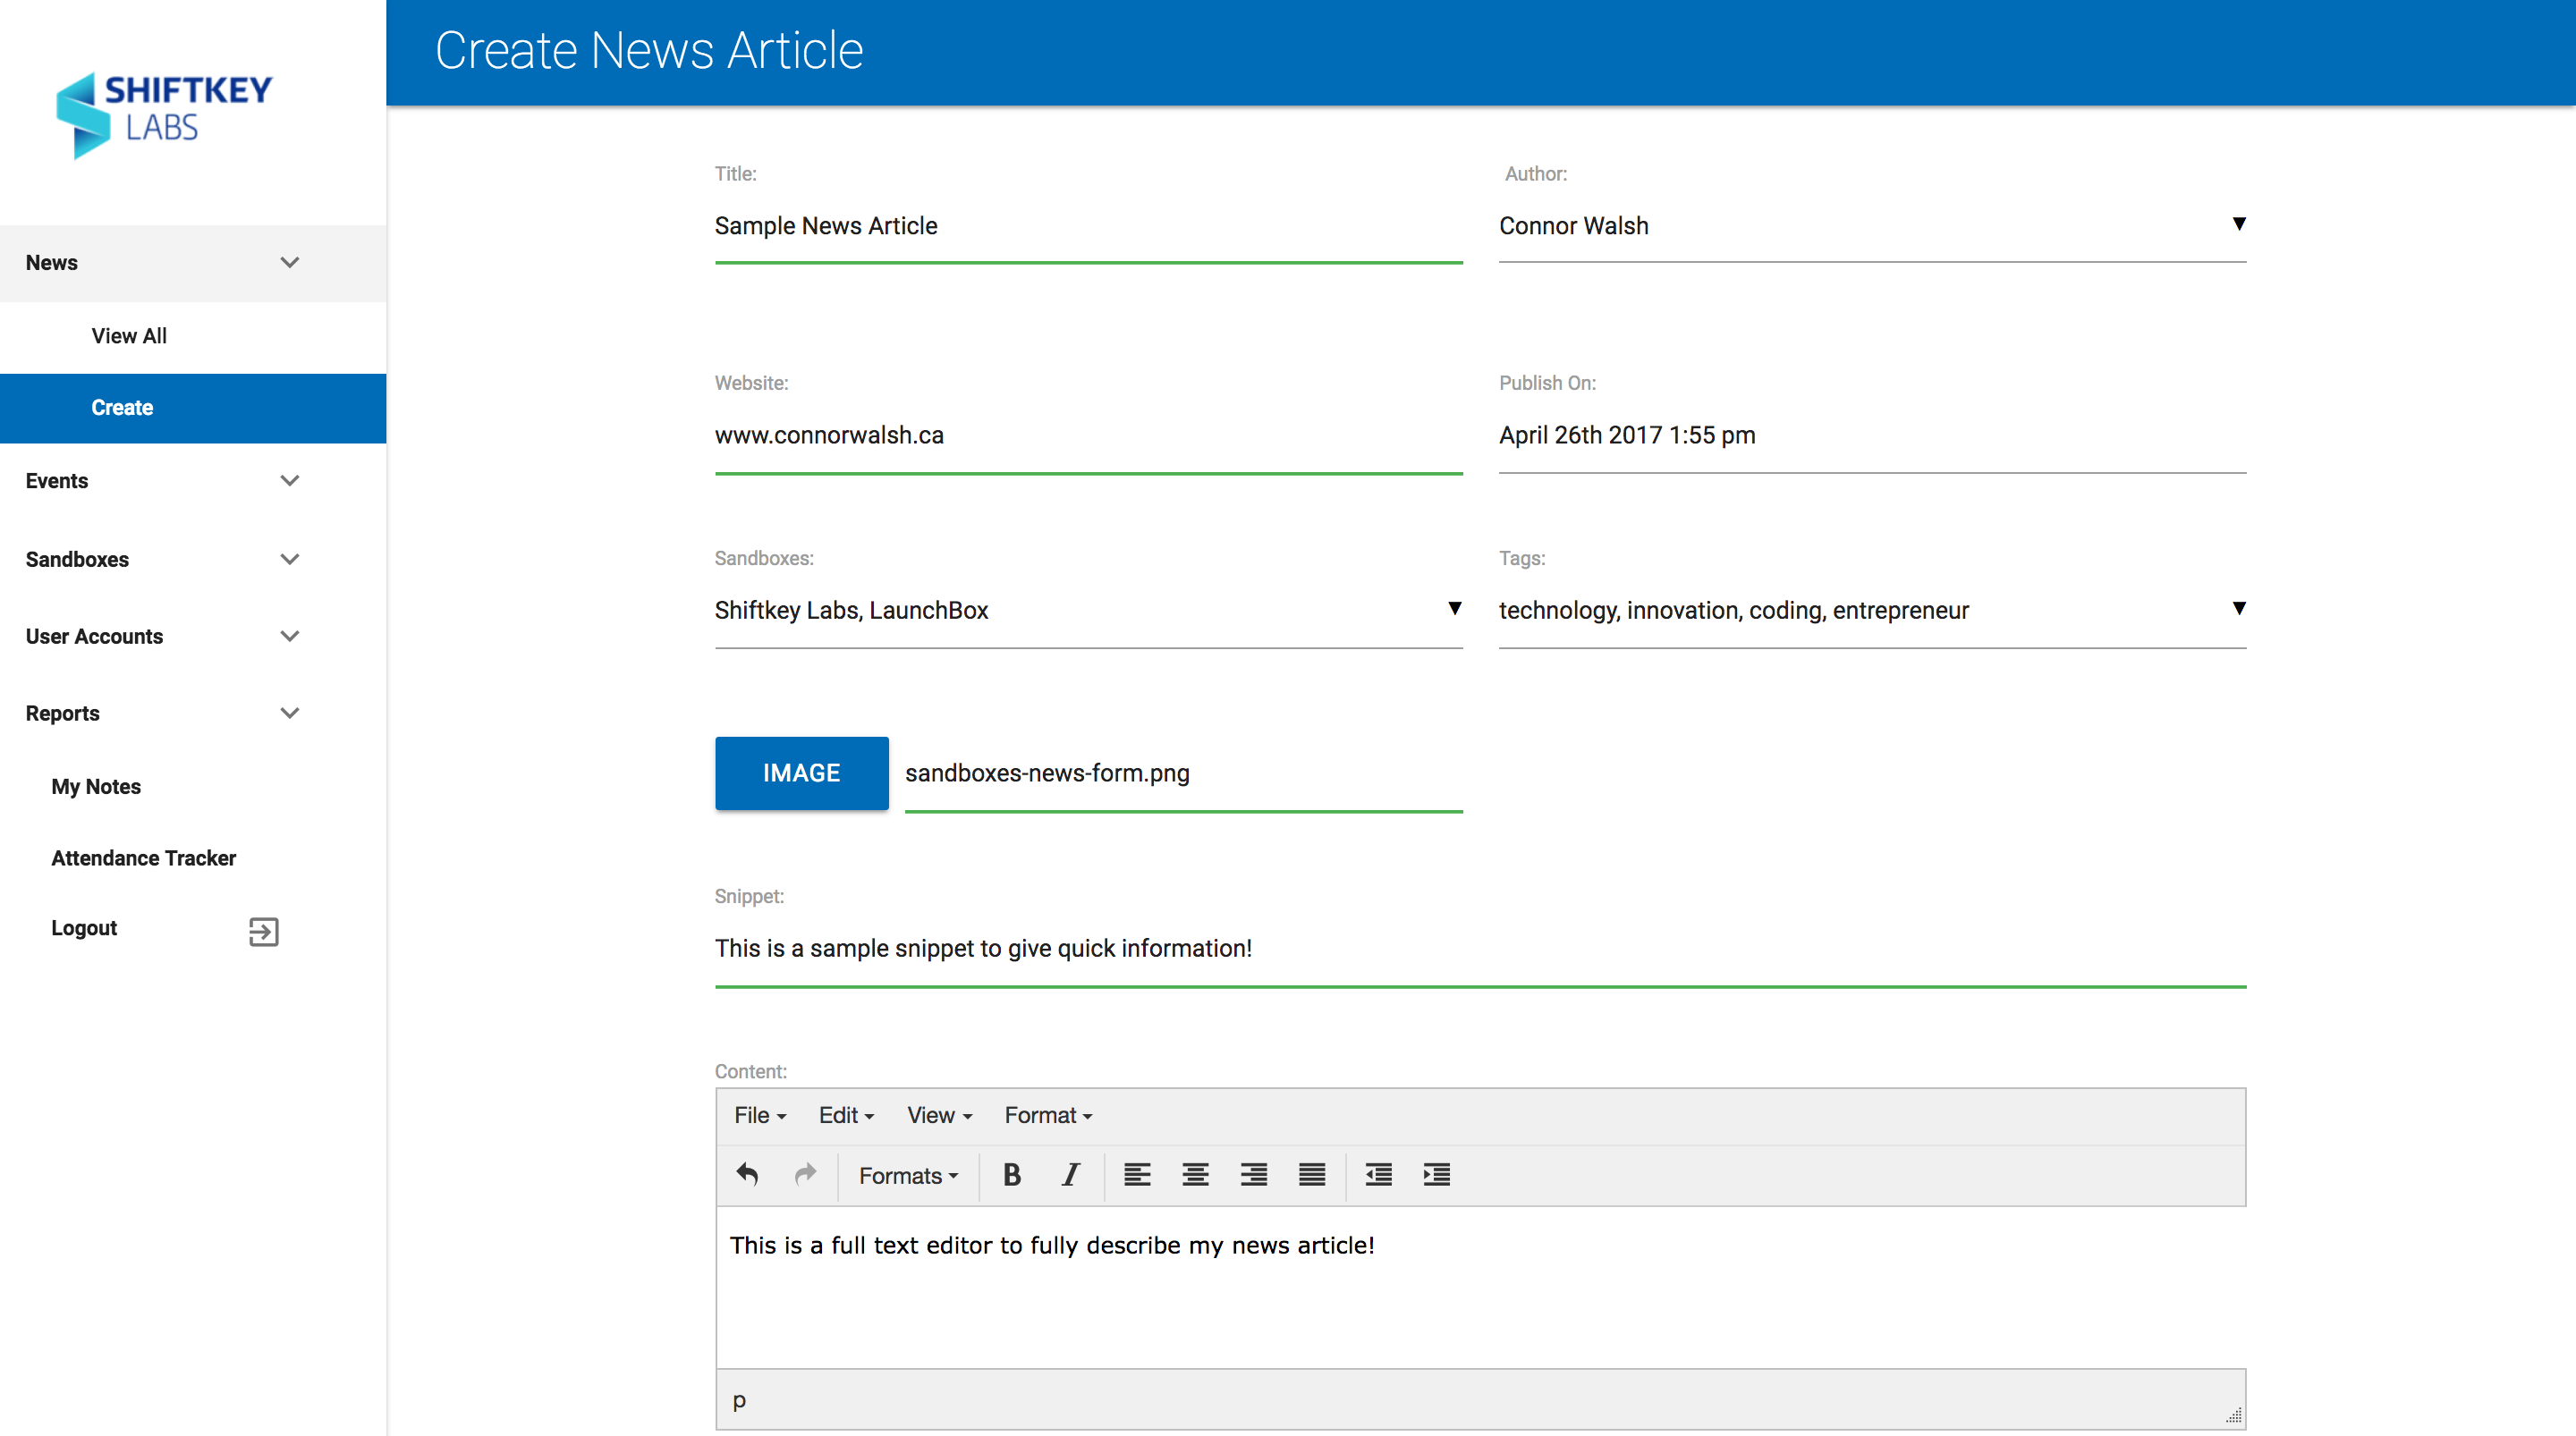 SHIFTKEY
LABS
News
View All
Create
Events
Sandboxes
User Accounts
Reports
My Notes
Attendance Tracker
Logout
Create News Article
Title:
Author:
Sample News Article
Connor Walsh
Website:
Publish On:
www.connorwalsh.ca
April 26th 2017 1:55 pm
Sandboxes:
Tags:
Shiftkey Labs, LaunchBox
technology, innovation, coding, entrepreneur
IMAGE
sandboxes-news-form.png
Snippet:
This is a sample snippet to give quick information!
Content:
File Edit View Format
Formats B I
This is a full text editor to fully describe my news article!
p